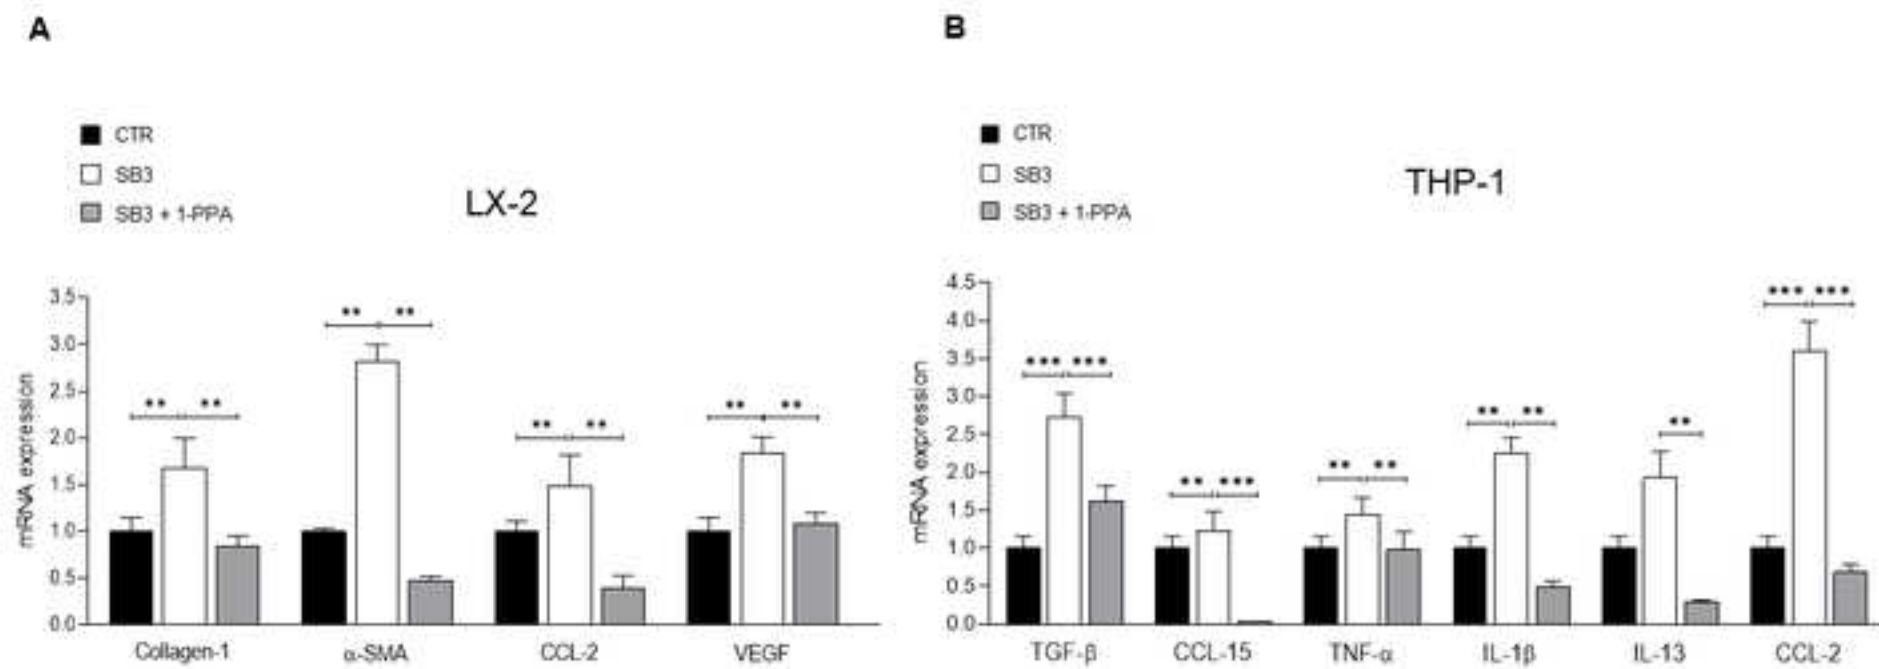 A
CTR
SB3
SB3 + 1-PPA
LX-2
mRNA expression
3.5
3.0
2.5
2.0
1.5
1.0
0.5
0.0
** ** ** ** ** ** ** **
Collagen-1 α-SMA CCL-2 VEGF
B
CTR
SB3
SB3 + 1-PPA
THP-1
mRNA expression
4.5
4.0
3.5
3.0
2.5
2.0
1.5
1.0
0.5
0.0
*** *** ** *** ** ** ** ** ** *** ***
TGF-β CCL-15 TNF-α IL-1β IL-13 CCL-2